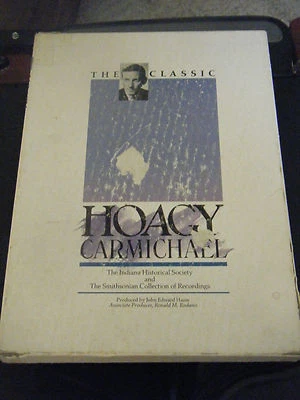 THE CLASSIC
HOAGY
CARMICHAEL
The Indiana Historical Society
and
The Smithsonian Collection of Recordings
Produced by John Edward Hasse
Associate Producer, Ronald M. Radano